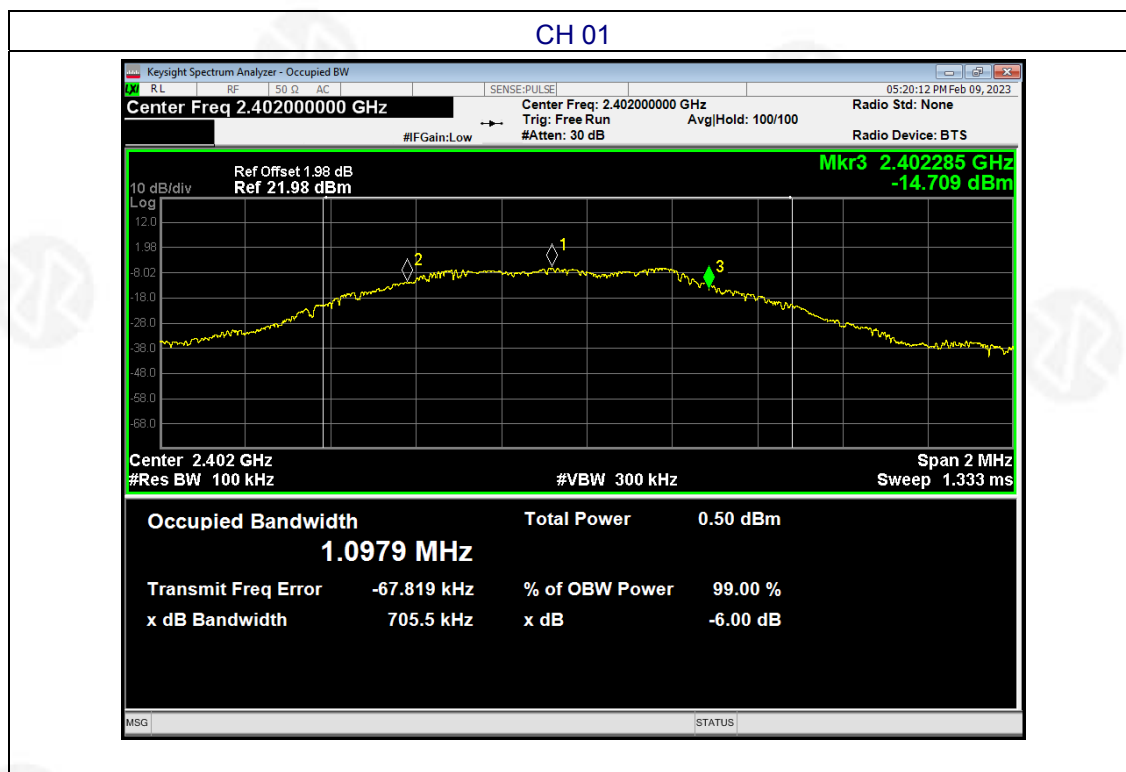 CH 01
Keysight Spectrum Analyzer - Occupied BW
LXI RL RF 50 Ω AC SENSE:PULSE 05:20:12 PM Feb 09, 2023
Center Freq 2.402000000 GHz Center Freq: 2.402000000 GHz Radio Std: None
Trig: Free Run Avg|Hold: 100/100
#IFGain:Low #Atten: 30 dB Radio Device: BTS
Mkr3 2.402285 GHz
-14.709 dBm
Ref Offset 1.98 dB
10 dB/div Ref 21.98 dBm
Log
12.0
1.98
-8.02
-18.0
-28.0
-38.0
-48.0
-58.0
-68.0
2
1
3
Center 2.402 GHz Span 2 MHz
#Res BW 100 kHz #VBW 300 kHz Sweep 1.333 ms
Occupied Bandwidth Total Power 0.50 dBm
1.0979 MHz
Transmit Freq Error -67.819 kHz % of OBW Power 99.00 %
x dB Bandwidth 705.5 kHz x dB -6.00 dB
MSG STATUS